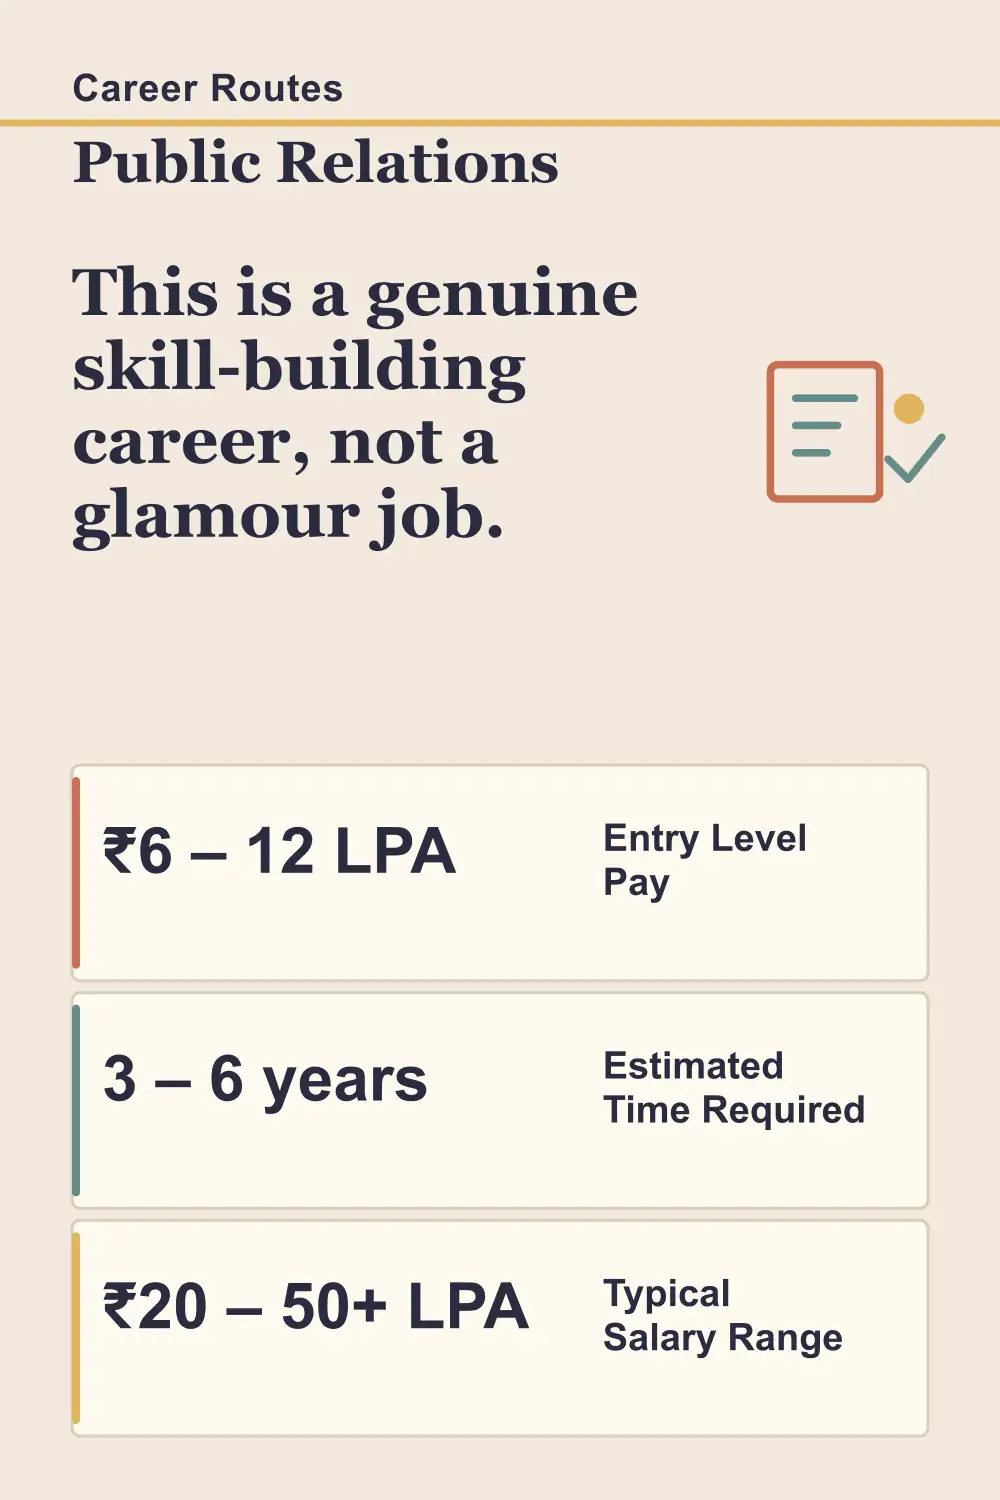 Career Routes
Public Relations
This is a genuine
skill-building
career, not a
glamour job.
₹6 – 12 LPA
Entry Level
Pay
3 – 6 years
Estimated
Time Required
₹20 – 50+ LPA
Typical
Salary Range